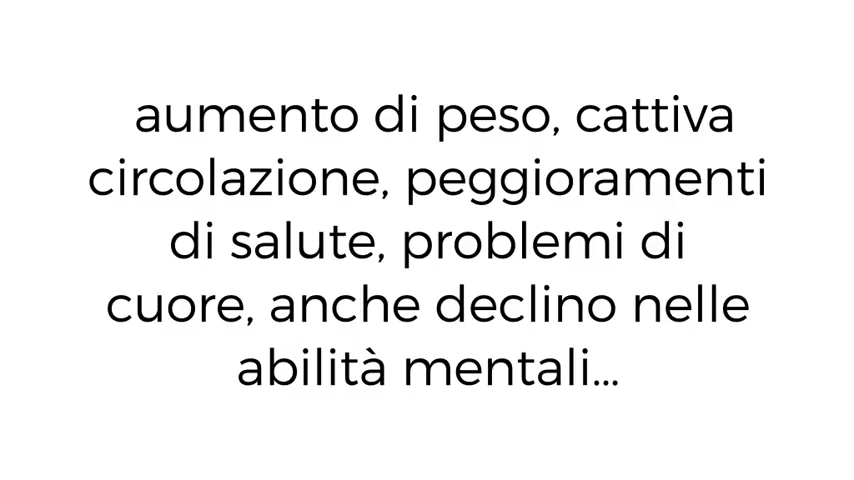 aumento di peso, cattiva
circolazione, peggioramenti
di salute, problemi di
cuore, anche declino nelle
abilità mentali...